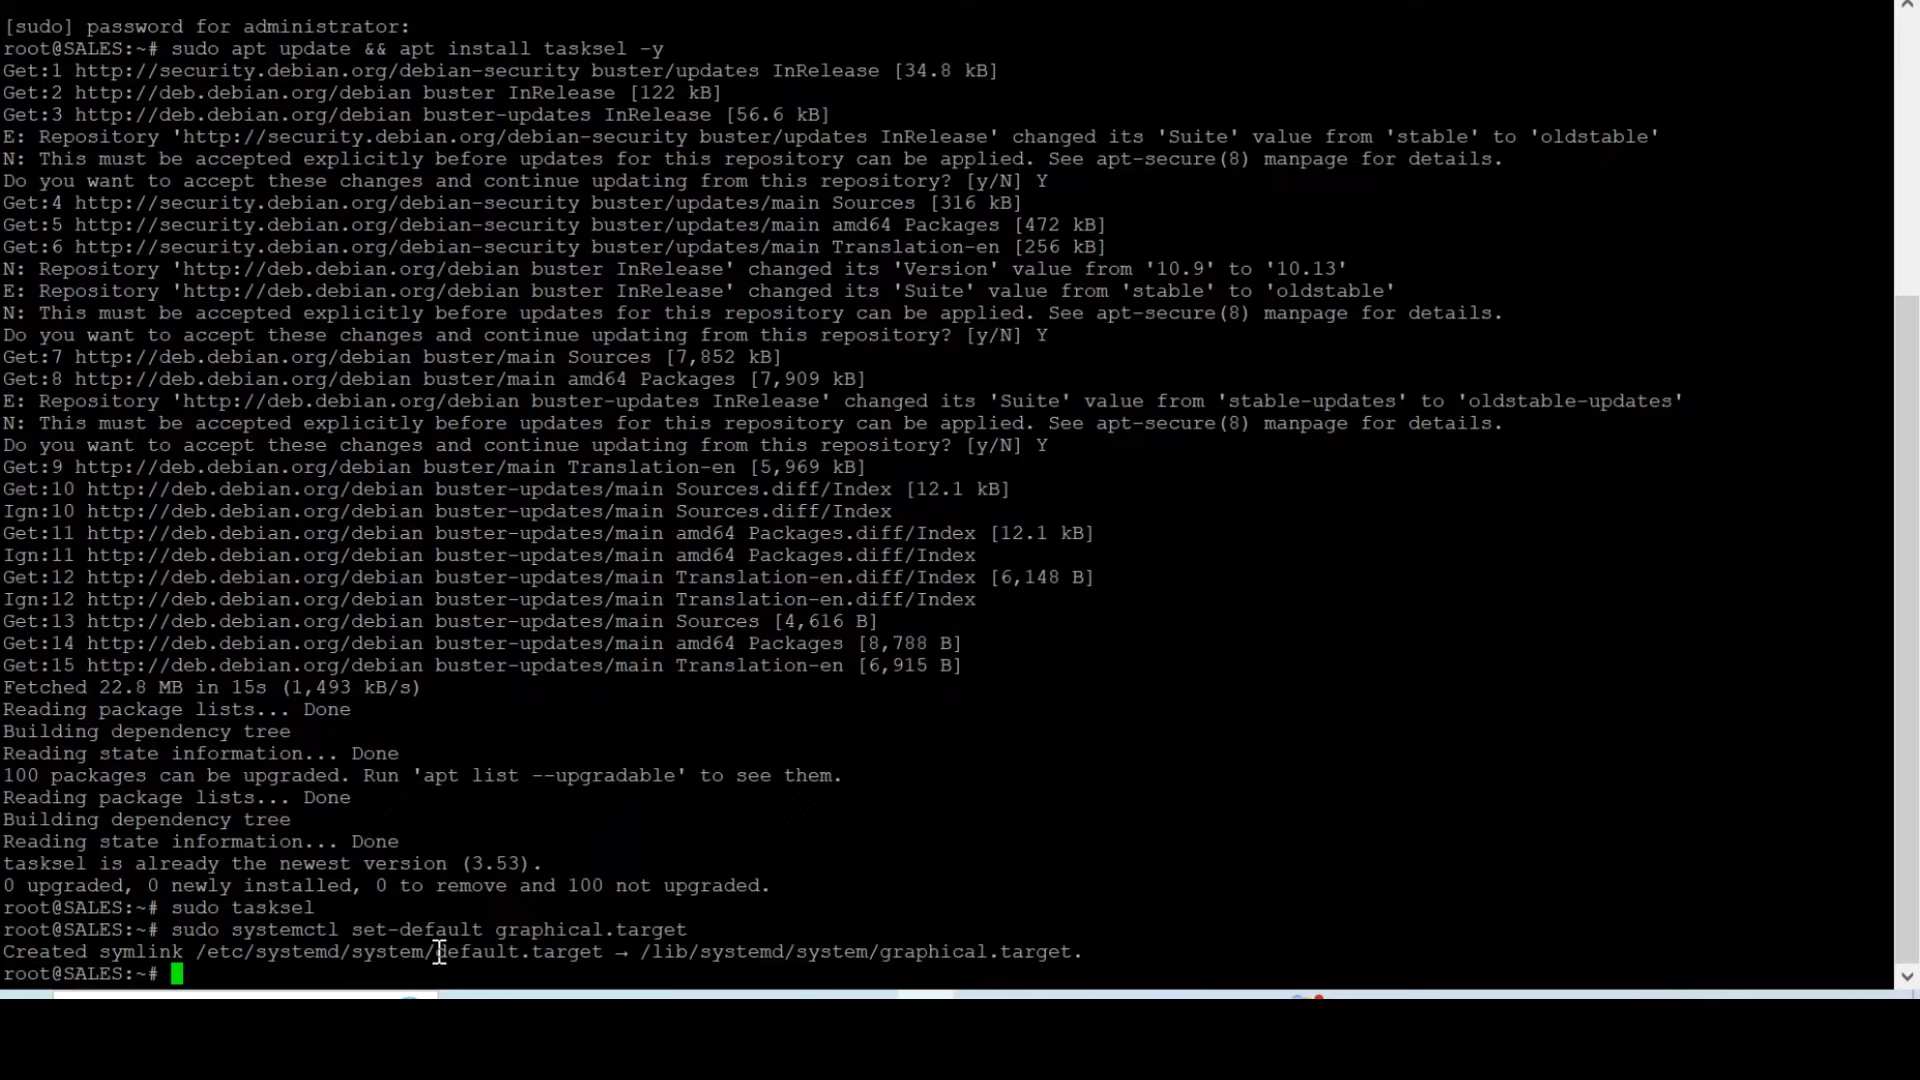 [sudo] password for administrator:
root@SALES:~# sudo apt update && apt install tasksel -y
Get:1 http://security.debian.org/debian-security buster/updates InRelease [34.8 kB]
Get:2 http://deb.debian.org/debian buster InRelease [122 kB]
Get:3 http://deb.debian.org/debian buster-updates InRelease [56.6 kB]
E: Repository 'http://security.debian.org/debian-security buster/updates InRelease' changed its 'Suite' value from 'stable' to 'oldstable'
N: This must be accepted explicitly before updates for this repository can be applied. See apt-secure(8) manpage for details.
Do you want to accept these changes and continue updating from this repository? [y/N] Y
Get:4 http://security.debian.org/debian-security buster/updates/main Sources [316 kB]
Get:5 http://security.debian.org/debian-security buster/updates/main amd64 Packages [472 kB]
Get:6 http://security.debian.org/debian-security buster/updates/main Translation-en [256 kB]
N: Repository 'http://deb.debian.org/debian buster InRelease' changed its 'Version' value from '10.9' to '10.13'
E: Repository 'http://deb.debian.org/debian buster InRelease' changed its 'Suite' value from 'stable' to 'oldstable'
N: This must be accepted explicitly before updates for this repository can be applied. See apt-secure(8) manpage for details.
Do you want to accept these changes and continue updating from this repository? [y/N] Y
Get:7 http://deb.debian.org/debian buster/main Sources [7,852 kB]
Get:8 http://deb.debian.org/debian buster/main amd64 Packages [7,909 kB]
E: Repository 'http://deb.debian.org/debian buster-updates InRelease' changed its 'Suite' value from 'stable-updates' to 'oldstable-updates'
N: This must be accepted explicitly before updates for this repository can be applied. See apt-secure(8) manpage for details.
Do you want to accept these changes and continue updating from this repository? [y/N] Y
Get:9 http://deb.debian.org/debian buster/main Translation-en [5,969 kB]
Get:10 http://deb.debian.org/debian buster-updates/main Sources.diff/Index [12.1 kB]
Ign:10 http://deb.debian.org/debian buster-updates/main Sources.diff/Index
Get:11 http://deb.debian.org/debian buster-updates/main amd64 Packages.diff/Index [12.1 kB]
Ign:11 http://deb.debian.org/debian buster-updates/main amd64 Packages.diff/Index
Get:12 http://deb.debian.org/debian buster-updates/main Translation-en.diff/Index [6,148 B]
Ign:12 http://deb.debian.org/debian buster-updates/main Translation-en.diff/Index
Get:13 http://deb.debian.org/debian buster-updates/main Sources [4,616 B]
Get:14 http://deb.debian.org/debian buster-updates/main amd64 Packages [8,788 B]
Get:15 http://deb.debian.org/debian buster-updates/main Translation-en [6,915 B]
Fetched 22.8 MB in 15s (1,493 kB/s)
Reading package lists... Done
Building dependency tree
Reading state information... Done
100 packages can be upgraded. Run 'apt list --upgradable' to see them.
Reading package lists... Done
Building dependency tree
Reading state information... Done
tasksel is already the newest version (3.53).
0 upgraded, 0 newly installed, 0 to remove and 100 not upgraded.
root@SALES:~# sudo tasksel
root@SALES:~# sudo systemctl set-default graphical.target
Created symlink /etc/systemd/system/default.target → /lib/systemd/system/graphical.target.
root@SALES:~#